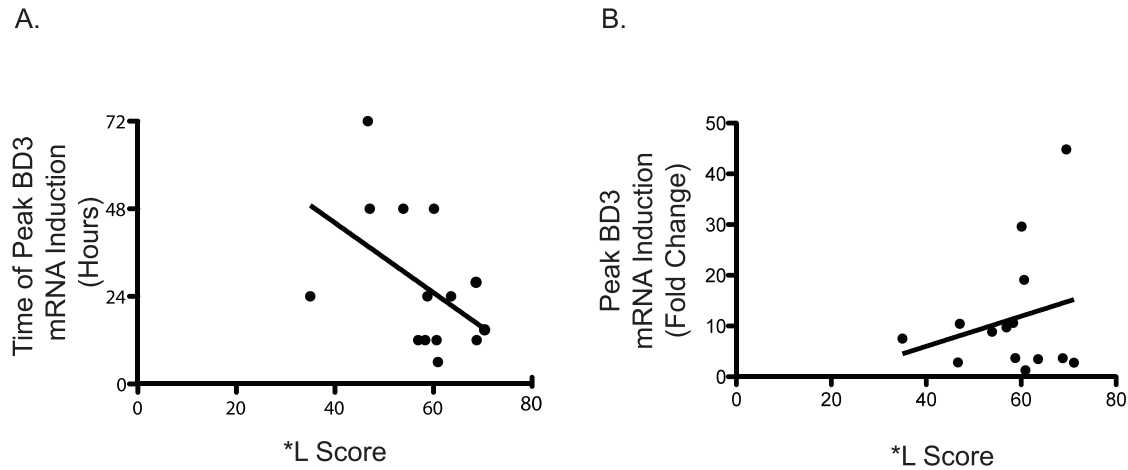 A.
B.
Time of Peak BD3
mRNA Induction
(Hours)
72
48
24
0
0
20
40
60
80
*L Score
Peak BD3
mRNA Induction
(Fold Change)
50
40
30
20
10
0
0
20
40
60
80
*L Score